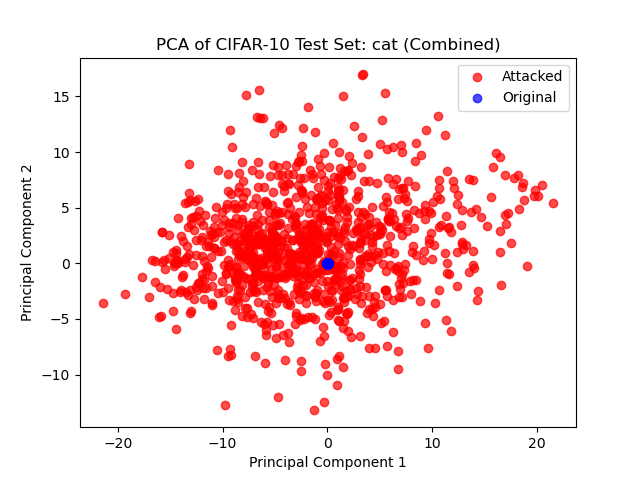 PCA of CIFAR-10 Test Set: cat (Combined)
Attacked
Original
Principal Component 2
15
10
5
0
−5
−10
−20
−10
0
10
20
Principal Component 1